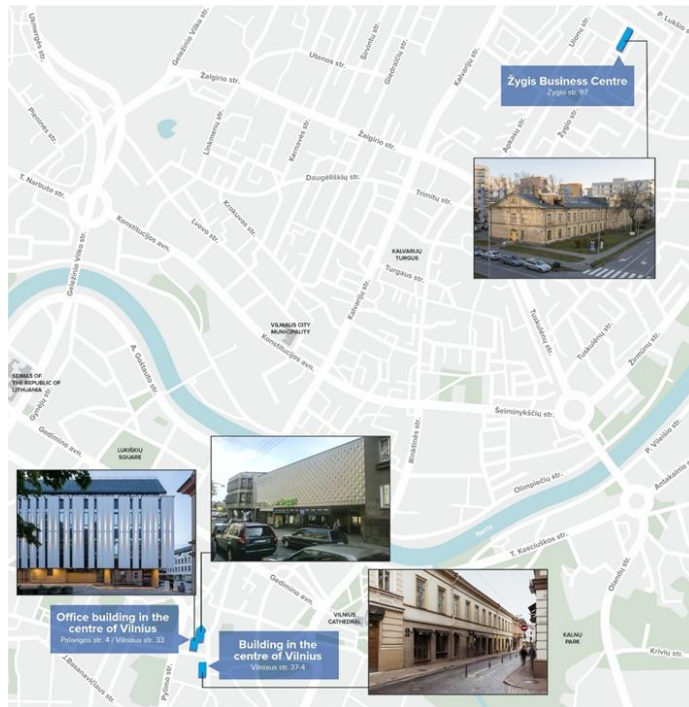 Ukmergės str.
Geležinio Vilko str.
Utenos str.
Širvintų str.
Giedraičių str.
Kalvarijų str.
Ulonų str.
P. Lukšio str.
Žygis Business Centre
Žygio str. 97
Žalgirio str.
Pieninės str.
Linkmenų str.
Kernavės str.
Žalgirio str.
Apkasų str.
Žygio str.
T. Narbuto str.
Daugėliškių str.
Trimitų str.
Krokuvos str.
Lvovo str.
Konstitucijos avn.
Geležinio Vilko str.
KALVARIJŲ
TURGUS
Turgaus str.
Kalvarijų str.
VILNIAUS CITY
MUNICIPALITY
Konstitucijos avn.
Tuskulėnų str.
Tuskulėnų str.
Žirmūnų str.
A. Goštauto str.
SEIMAS OF
THE REPUBLIC OF
LITHUANIA
Gynėjų str.
Gedimino avn.
Šeiminykščių str.
Rinktinės str.
P. Vileišio str.
LUKIŠKIŲ
SQUARE
Olimpiečių str.
Antakalnio str.
Neris
T. Kosciuškos str.
Olandų str.
Gedimino avn.
VILNIUS
CATHEDRAL
KALNŲ
PARK
Office building in the
centre of Vilnius
Palangos str. 4 / Vilniaus str. 33
Building in the
centre of Vilnius
Vilniaus str. 37-4
Krivių str.
J.Basanavičiaus str.
Pylimo str.